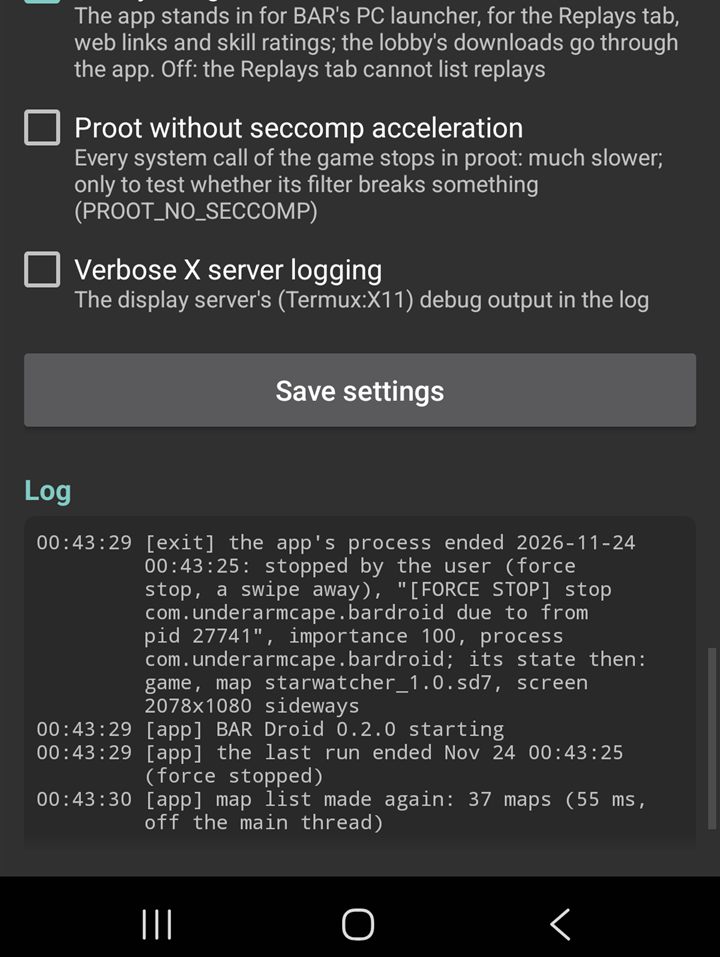 The app stands in for BAR's PC launcher, for the Replays tab,
web links and skill ratings; the lobby's downloads go through
the app. Off: the Replays tab cannot list replays
Proot without seccomp acceleration
Every system call of the game stops in proot: much slower;
only to test whether its filter breaks something
(PROOT_NO_SECCOMP)
Verbose X server logging
The display server's (Termux:X11) debug output in the log
Save settings
Log
00:43:29 [exit] the app's process ended 2026-11-24
00:43:25: stopped by the user (force
stop, a swipe away), "[FORCE STOP] stop
com.underarmcape.bardroid due to from
pid 27741", importance 100, process
com.underarmcape.bardroid; its state then:
game, map starwatcher_1.0.sd7, screen
2078x1080 sideways
00:43:29 [app] BAR Droid 0.2.0 starting
00:43:29 [app] the last run ended Nov 24 00:43:25
(force stopped)
00:43:30 [app] map list made again: 37 maps (55 ms,
off the main thread)